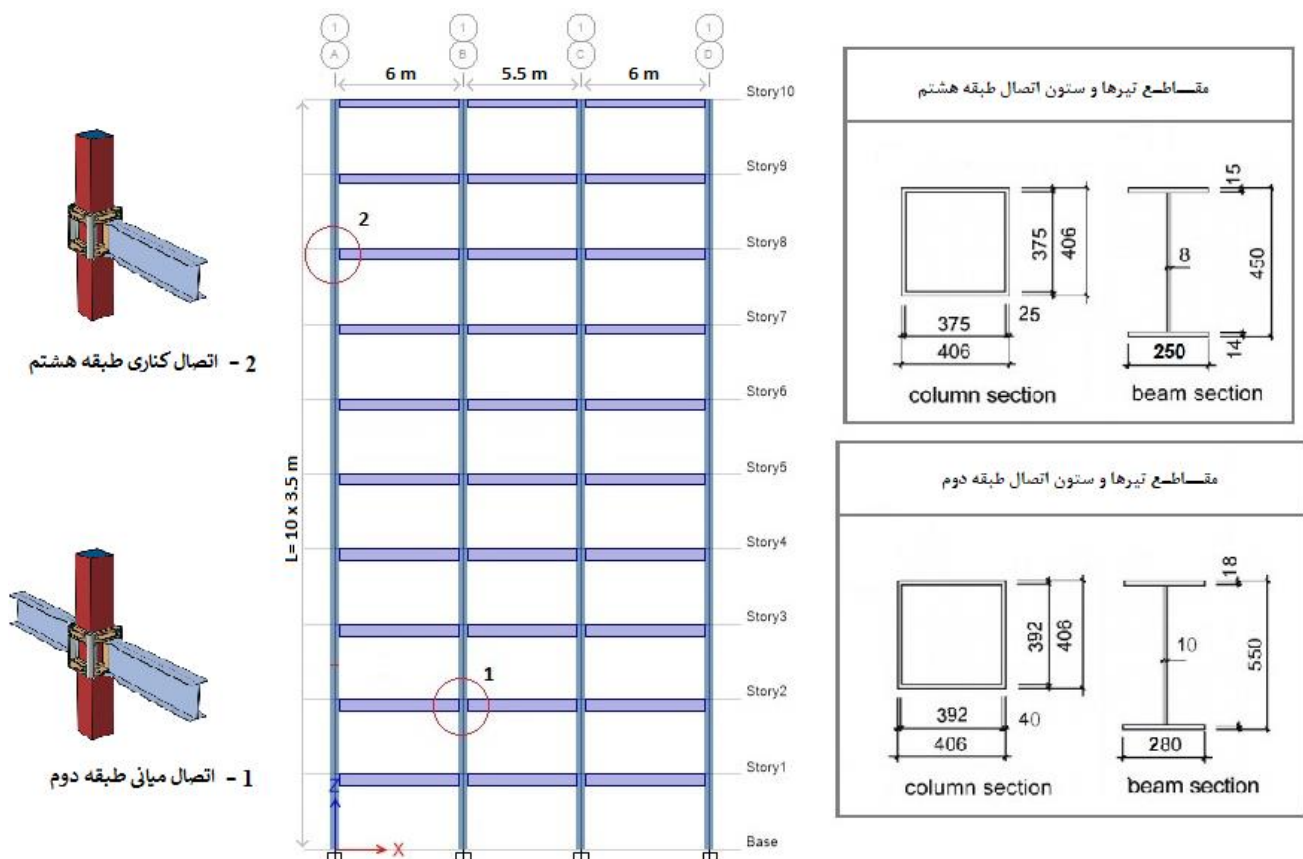 1 1 1 1
A B C D
6 m 5.5 m 6 m
Story10
Story9
Story8
Story7
Story6
Story5
Story4
Story3
Story2
Story1
Base
L= 10 x 3.5 m
2
1
Z
X
2 - اتصال کناری طبقه هشتم
1 - اتصال میانی طبقه دوم
مقــاطــع تیرها و ستون اتصال طبقه هشتم
375
406
375
406
25
column section
15
8
450
14
250
beam section
مقــاطــع تیرها و ستون اتصال طبقه دوم
392
406
392
406
40
column section
18
10
550
280
beam section